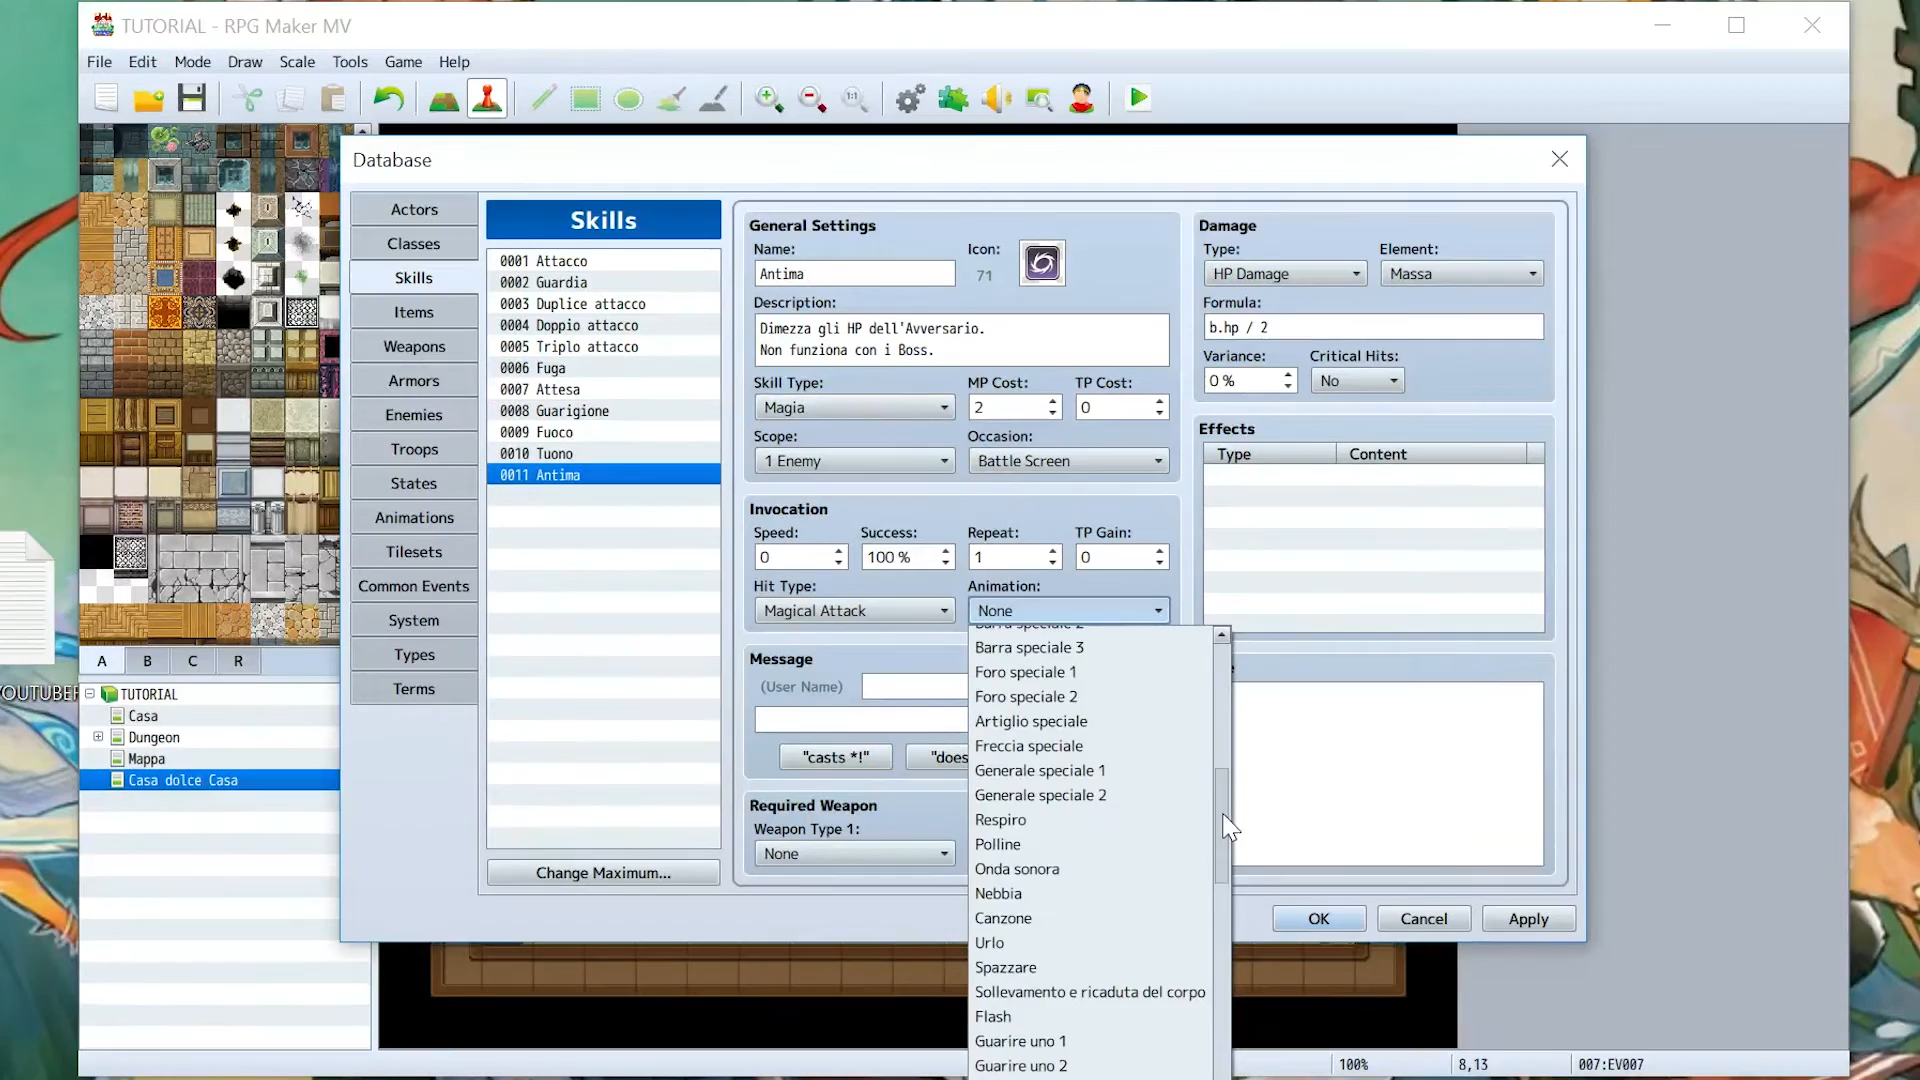 TUTORIAL - RPG Maker MV
File Edit Mode Draw Scale Tools Game Help
1:1
Database
Actors
Classes
Skills
Items
Weapons
Armors
Enemies
Troops
States
Animations
Tilesets
Common Events
System
Types
Terms
Skills
0001 Attacco
0002 Guardia
0003 Duplice attacco
0004 Doppio attacco
0005 Triplo attacco
0006 Fuga
0007 Attesa
0008 Guarigione
0009 Fuoco
0010 Tuono
0011 Antima
Change Maximum...
General Settings
Name: Icon:
Antima 71
Description:
Dimezza gli HP dell'Avversario.
Non funziona con i Boss.
Skill Type: MP Cost: TP Cost:
Magia 2 0
Scope: Occasion:
1 Enemy Battle Screen
Invocation
Speed: Success: Repeat: TP Gain:
0 100 % 1 0
Hit Type: Animation:
Magical Attack None
Message
(User Name)
"casts *!" "does
Required Weapon
Weapon Type 1:
None
Barra speciale 2
Barra speciale 3
Foro speciale 1
Foro speciale 2
Artiglio speciale
Freccia speciale
Generale speciale 1
Generale speciale 2
Respiro
Polline
Onda sonora
Nebbia
Canzone
Urlo
Spazzare
Sollevamento e ricaduta del corpo
Flash
Guarire uno 1
Guarire uno 2
Damage
Type: Element:
HP Damage Massa
Formula:
b.hp / 2
Variance: Critical Hits:
0 % No
Effects
Type Content
OK Cancel Apply
A B C R
TUTORIAL
Casa
Dungeon
Mappa
Casa dolce Casa
100% 8,13 007:EV007